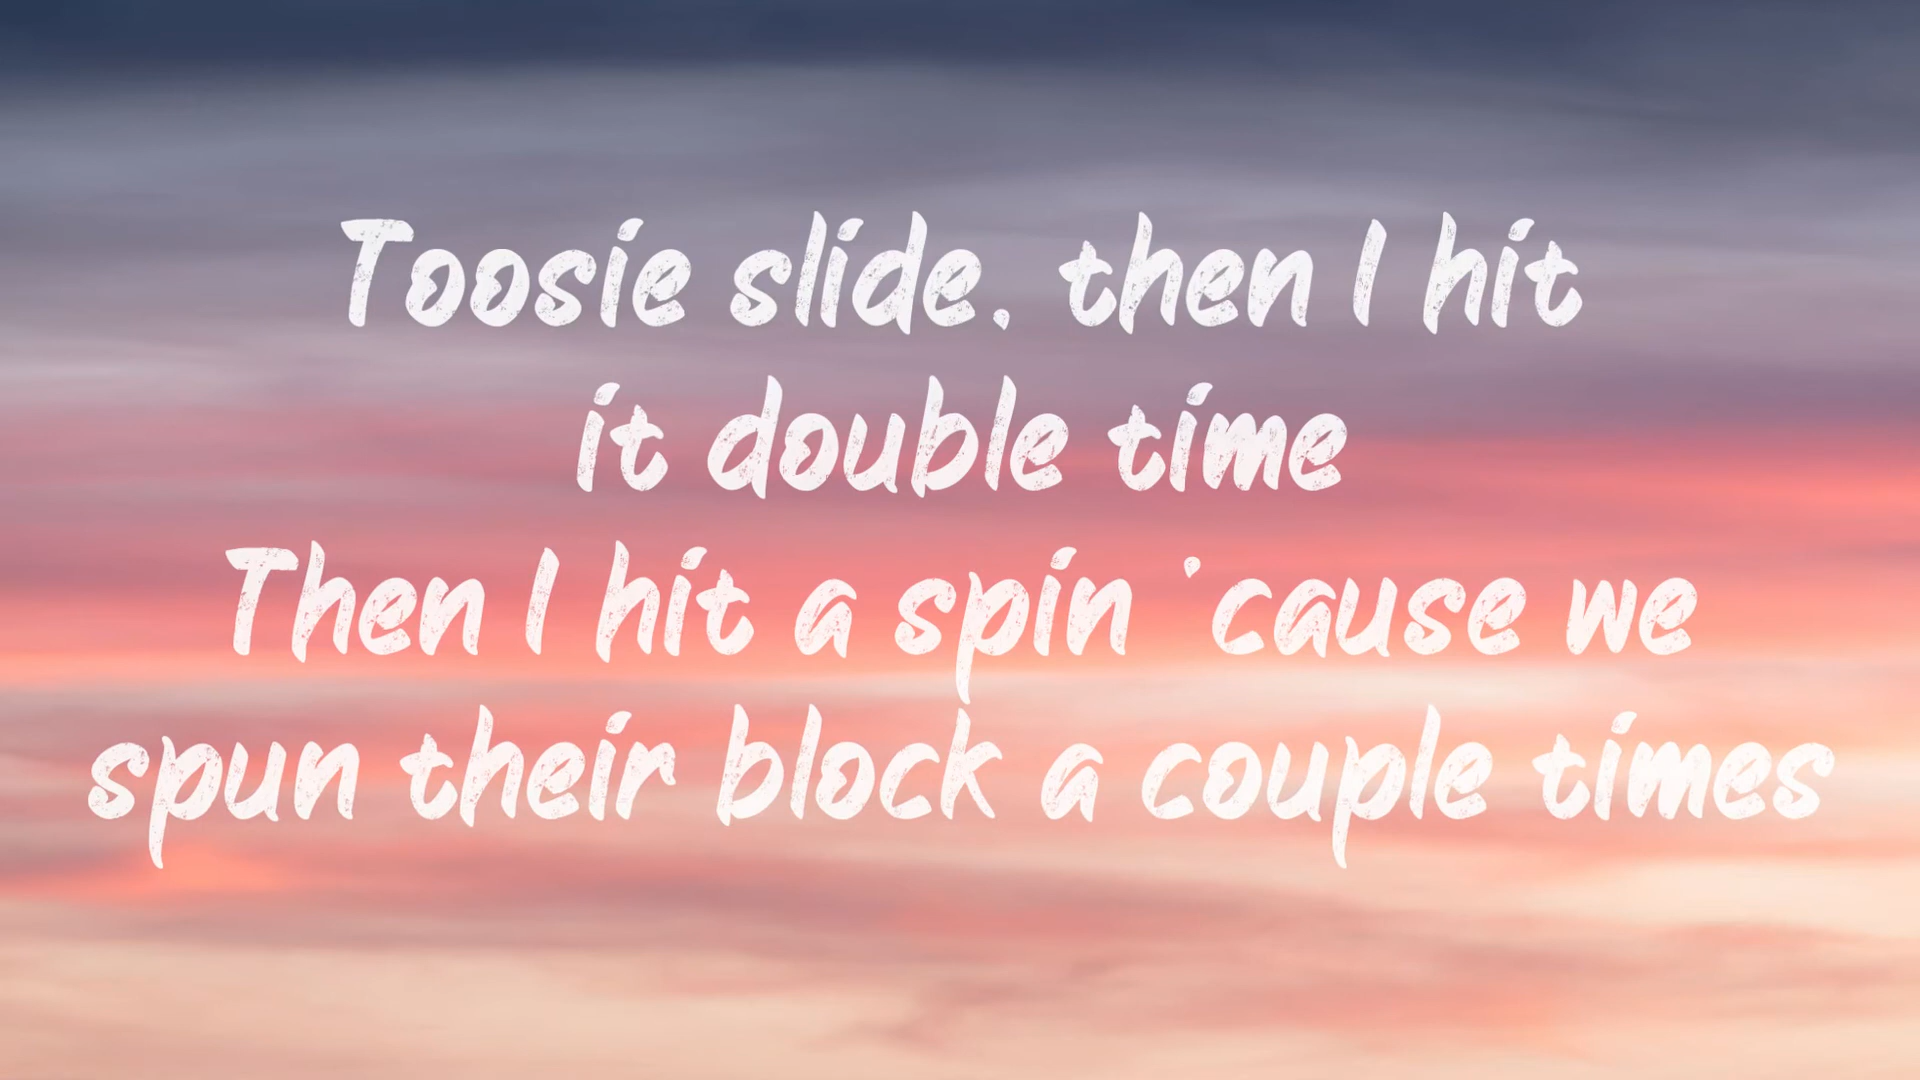 Toosie slide, then I hit
it double time
Then I hit a spin 'cause we
spun their block a couple times